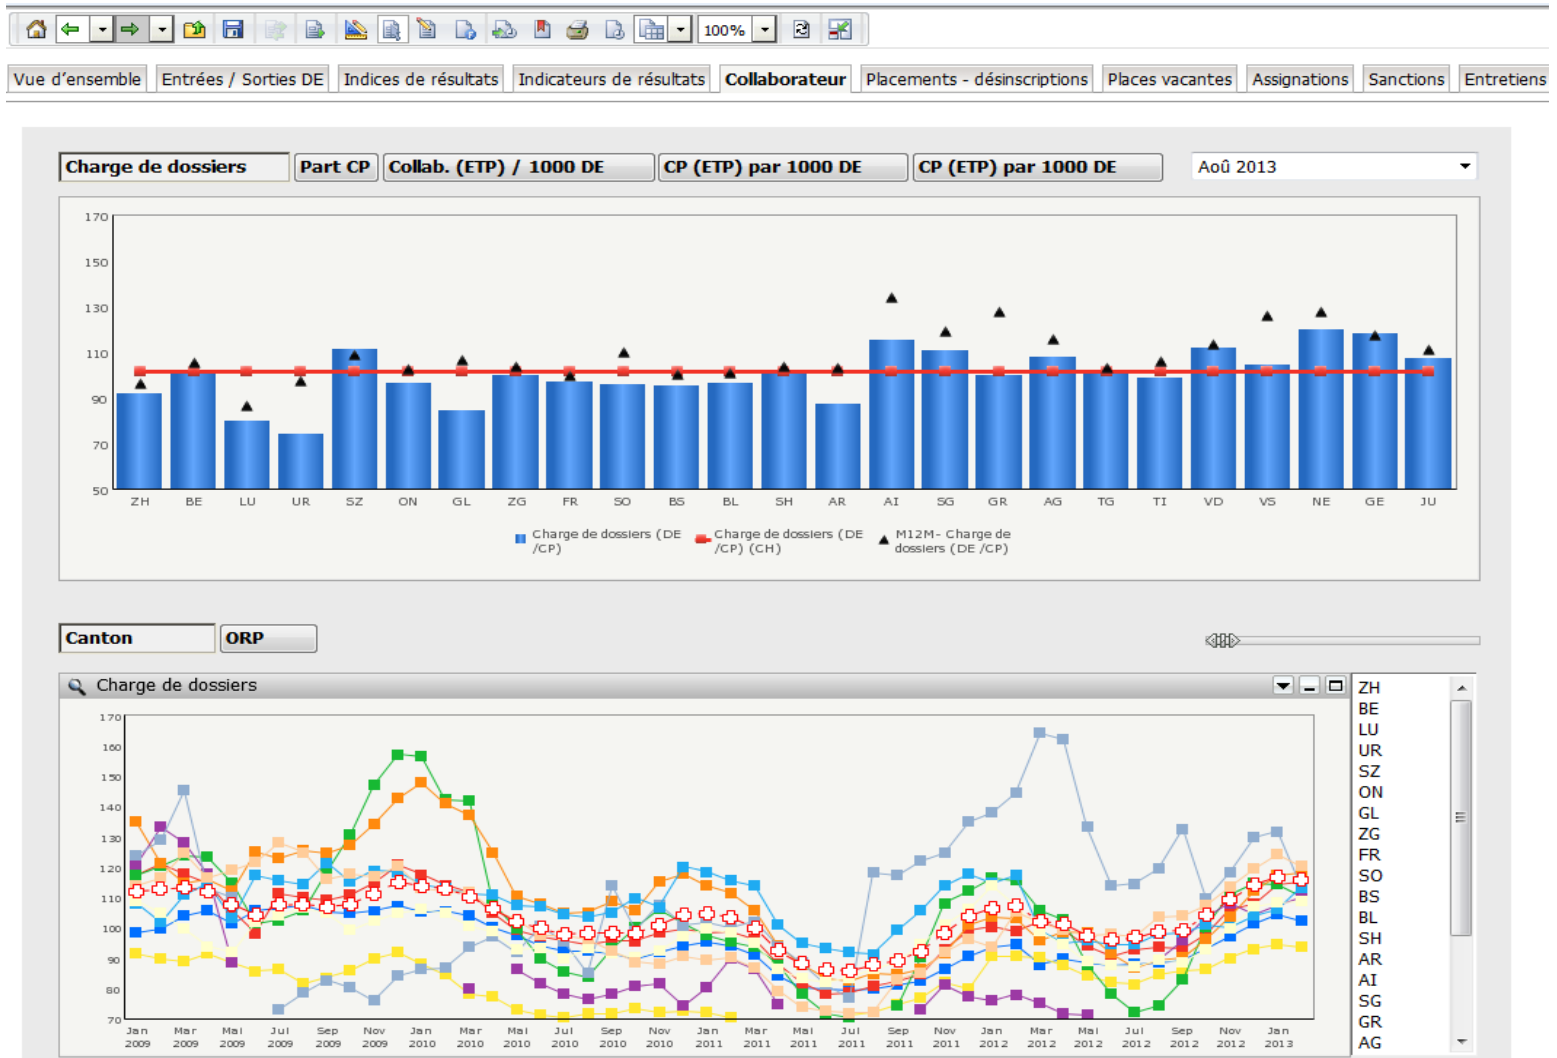 100%
Vue d'ensemble Entrées / Sorties DE Indices de résultats Indicateurs de résultats Collaborateur Placements - désinscriptions Places vacantes Assignations Sanctions Entretiens
Charge de dossiers Part CP Collab. (ETP) / 1000 DE CP (ETP) par 1000 DE CP (ETP) par 1000 DE Aoû 2013
170
150
130
110
90
70
50
ZH BE LU UR SZ ON GL ZG FR SO BS BL SH AR AI SG GR AG TG TI VD VS NE GE JU
Charge de dossiers (DE /CP)
Charge de dossiers (DE /CP) (CH)
M12M- Charge de dossiers (DE /CP)
Canton ORP
Charge de dossiers
170
160
150
140
130
120
110
100
90
80
70
Jan Mar Mai Jul Sep Nov Jan Mar Mai Jul Sep Nov Jan Mar Mai Jul Sep Nov Jan Mar Mai Jul Sep Nov Jan
2009 2009 2009 2009 2009 2009 2010 2010 2010 2010 2010 2010 2011 2011 2011 2011 2011 2011 2012 2012 2012 2012 2012 2012 2013
ZH
BE
LU
UR
SZ
ON
GL
ZG
FR
SO
BS
BL
SH
AR
AI
SG
GR
AG